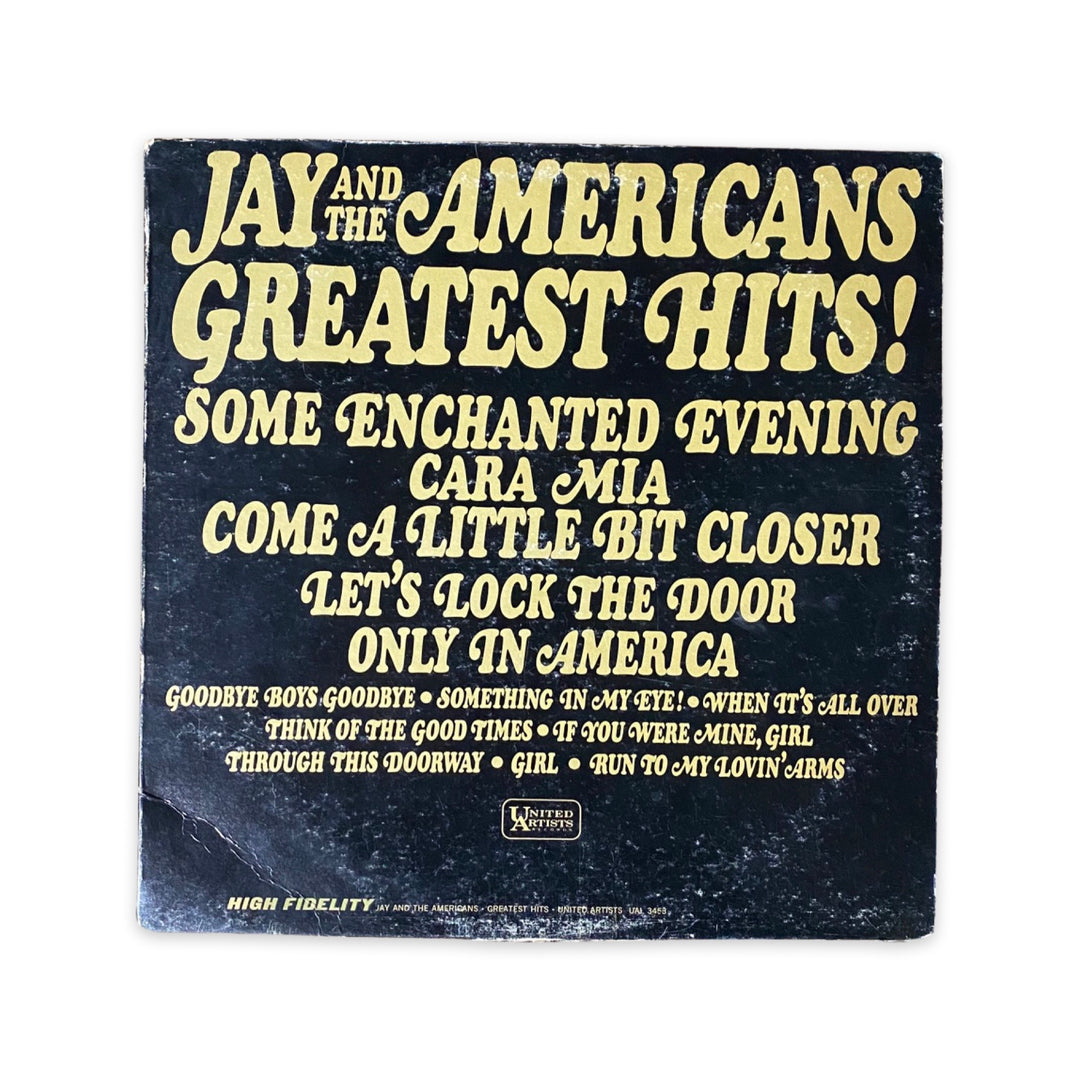 JAY AND THE AMERICANS
GREATEST HITS!
SOME ENCHANTED EVENING
CARA MIA
COME A LITTLE BIT CLOSER
LET'S LOCK THE DOOR
ONLY IN AMERICA
GOODBYE BOYS GOODBYE • SOMETHING IN MY EYE! • WHEN IT'S ALL OVER
THINK OF THE GOOD TIMES • IF YOU WERE MINE, GIRL
THROUGH THIS DOORWAY • GIRL • RUN TO MY LOVIN' ARMS
UNITED
ARTISTS
RECORDS
HIGH FIDELITY JAY AND THE AMERICANS • GREATEST HITS • UNITED ARTISTS UAL 3453